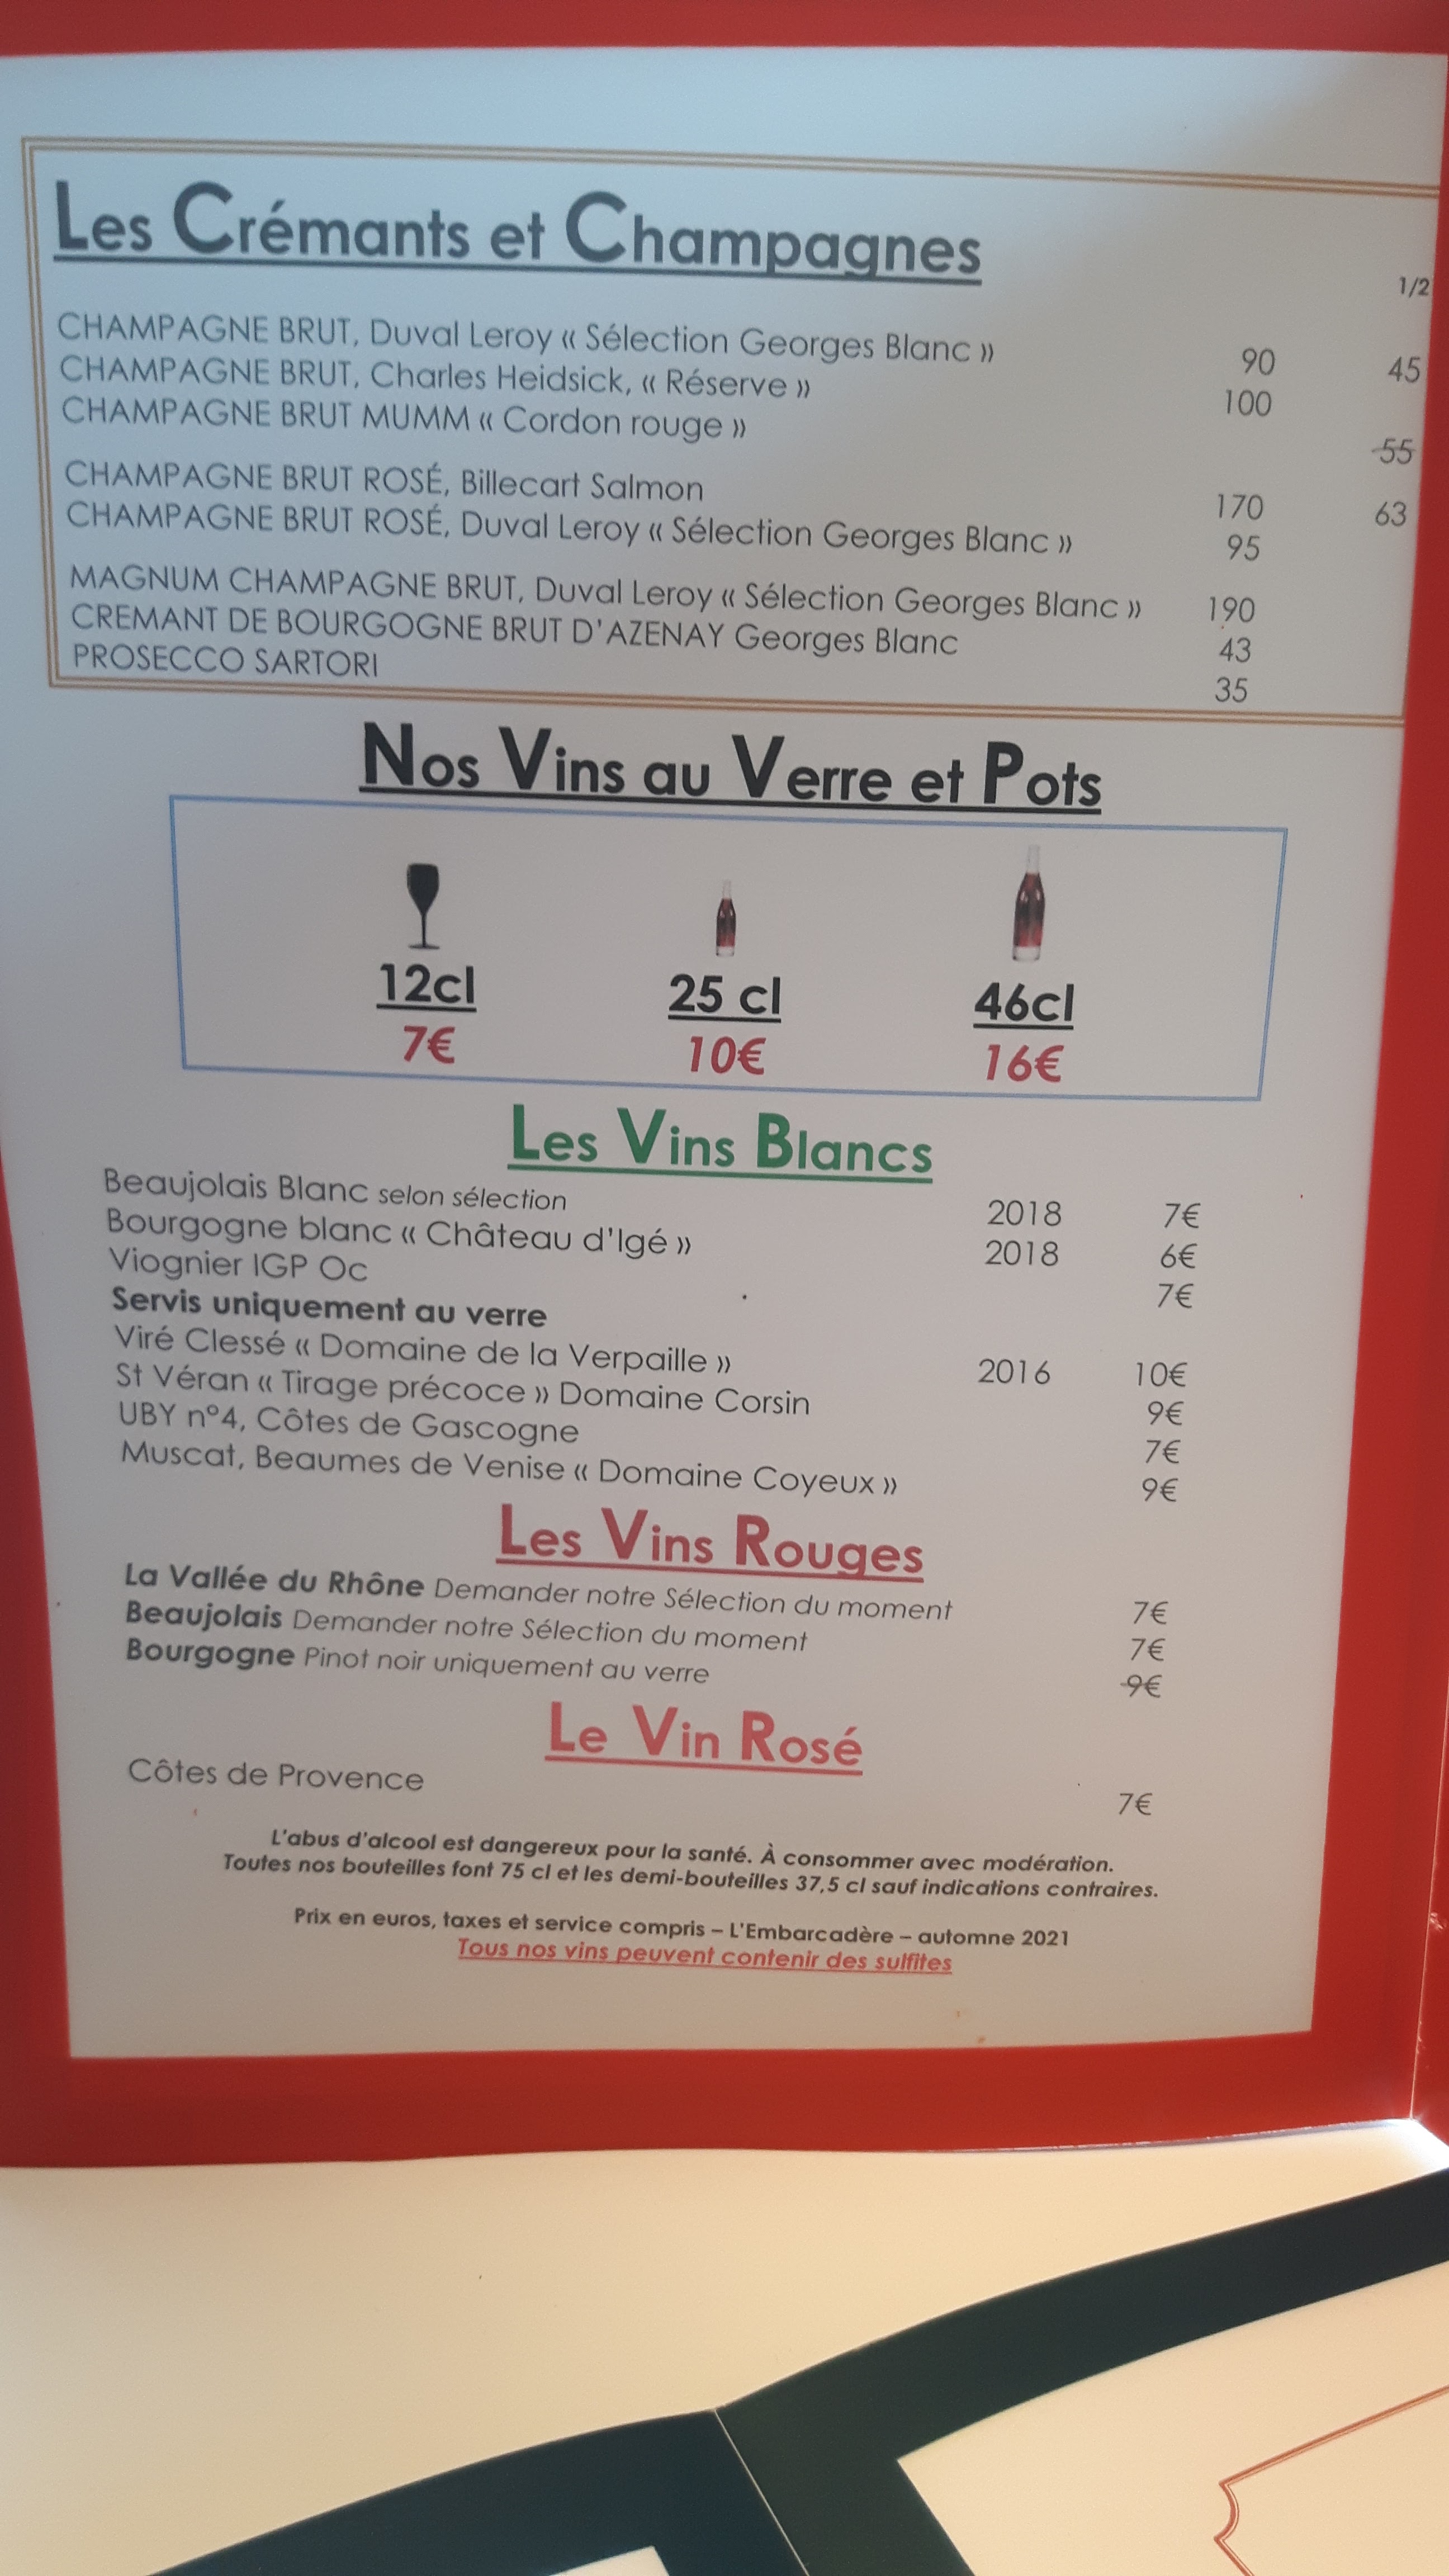 Les Crémants et Champagnes
1/2
CHAMPAGNE BRUT, Duval Leroy « Sélection Georges Blanc » 90 45
CHAMPAGNE BRUT, Charles Heidsick, « Réserve » 100
CHAMPAGNE BRUT MUMM « Cordon rouge » 55
CHAMPAGNE BRUT ROSÉ, Billecart Salmon 170 63
CHAMPAGNE BRUT ROSÉ, Duval Leroy « Sélection Georges Blanc » 95
MAGNUM CHAMPAGNE BRUT, Duval Leroy « Sélection Georges Blanc » 190
CREMANT DE BOURGOGNE BRUT D'AZENAY Georges Blanc 43
PROSECCO SARTORI 35
Nos Vins au Verre et Pots
12cl 25 cl 46cl
7€ 10€ 16€
Les Vins Blancs
Beaujolais Blanc selon sélection 2018 7€
Bourgogne blanc « Château d'Igé » 2018 6€
Viognier IGP Oc 7€
Servis uniquement au verre
Viré Clessé « Domaine de la Verpaille » 2016 10€
St Véran « Tirage précoce » Domaine Corsin 9€
UBY n°4, Côtes de Gascogne 7€
Muscat, Beaumes de Venise « Domaine Coyeux » 9€
Les Vins Rouges
La Vallée du Rhône Demander notre Sélection du moment 7€
Beaujolais Demander notre Sélection du moment 7€
Bourgogne Pinot noir uniquement au verre 9€
Le Vin Rosé
Côtes de Provence 7€
L'abus d'alcool est dangereux pour la santé. À consommer avec modération.
Toutes nos bouteilles font 75 cl et les demi-bouteilles 37,5 cl sauf indications contraires.
Prix en euros, taxes et service compris – L'Embarcadère – automne 2021
Tous nos vins peuvent contenir des sulfites